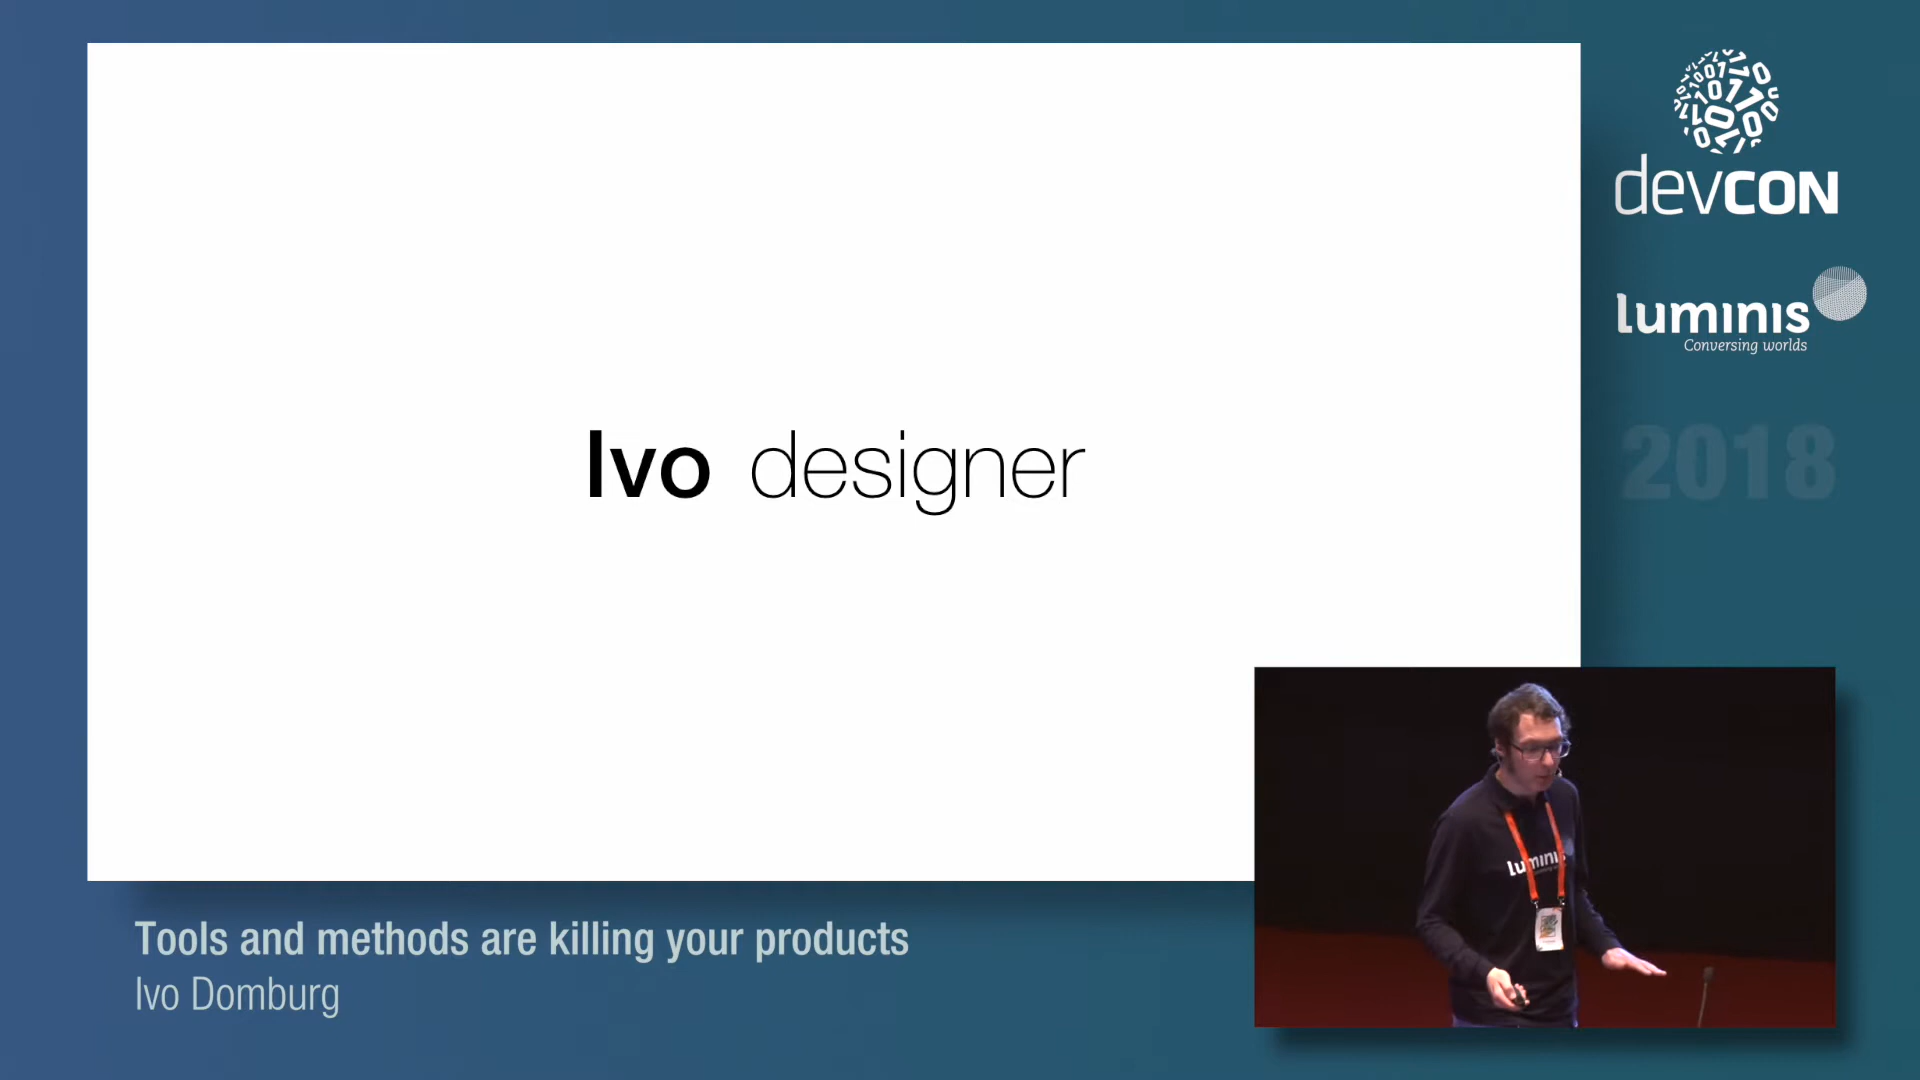 Ivo designer
devcon
luminis
Conversing worlds
2018
Tools and methods are killing your products
Ivo Domburg
luminis